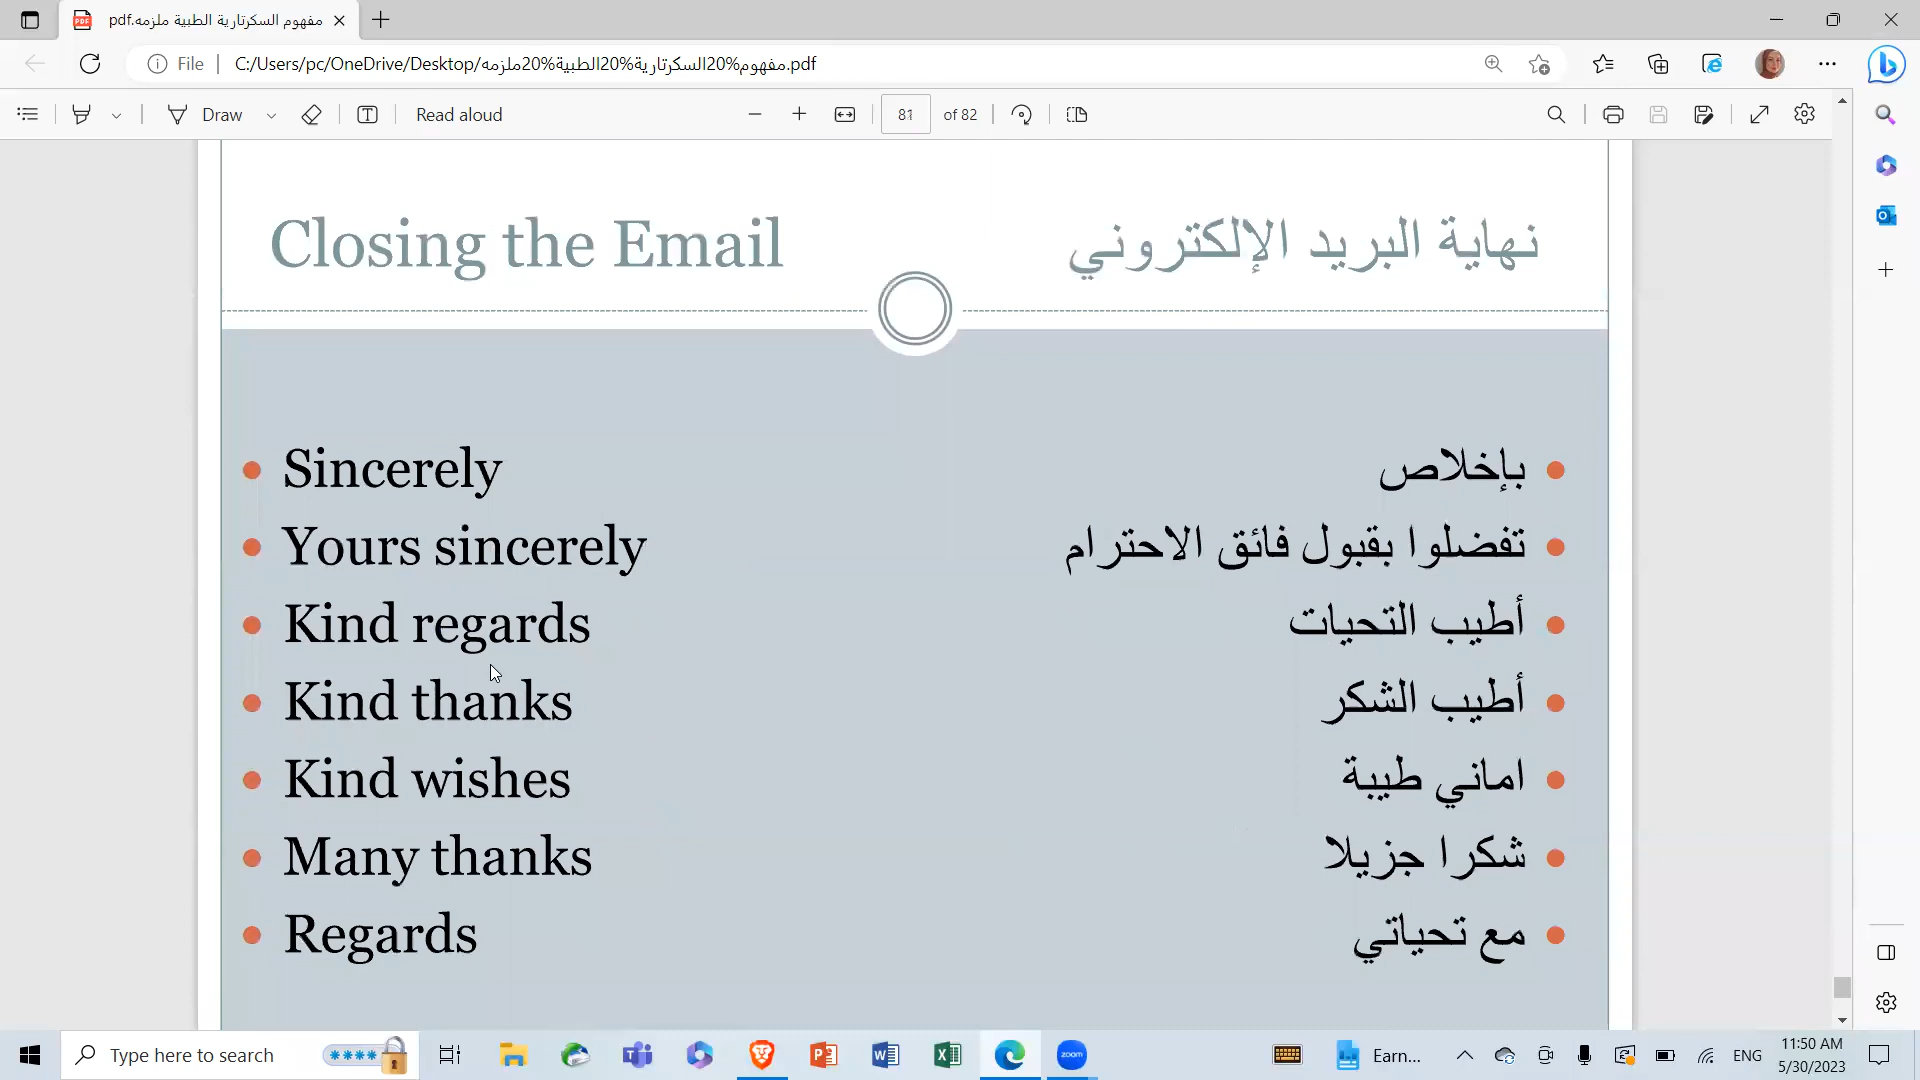 مفهوم السكرتارية الطبية ملزمه.pdf
File
C:/Users/pc/OneDrive/Desktop/مفهوم%20السكرتارية%20الطبية%20ملزمه.pdf
Draw
Read aloud
81 of 82
Closing the Email
نهاية البريد الإلكتروني
Sincerely
بإخلاص
Yours sincerely
تفضلوا بقبول فائق الاحترام
Kind regards
أطيب التحيات
Kind thanks
أطيب الشكر
Kind wishes
اماني طيبة
Many thanks
شكرا جزيلا
Regards
مع تحياتي
Type here to search
zoom
Earn...
ENG
11:50 AM
5/30/2023